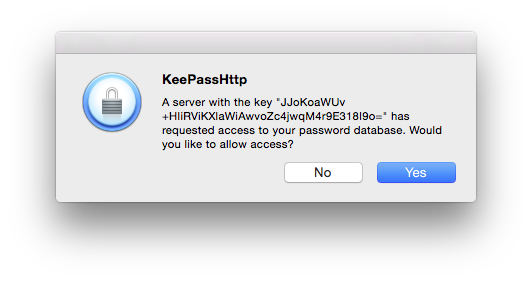 KeePassHttp
A server with the key "JJoKoaWUv
+HIiRViKXlaWiAwvoZc4jwqM4r9E318I9o=" has
requested access to your password database. Would
you like to allow access?
No
Yes